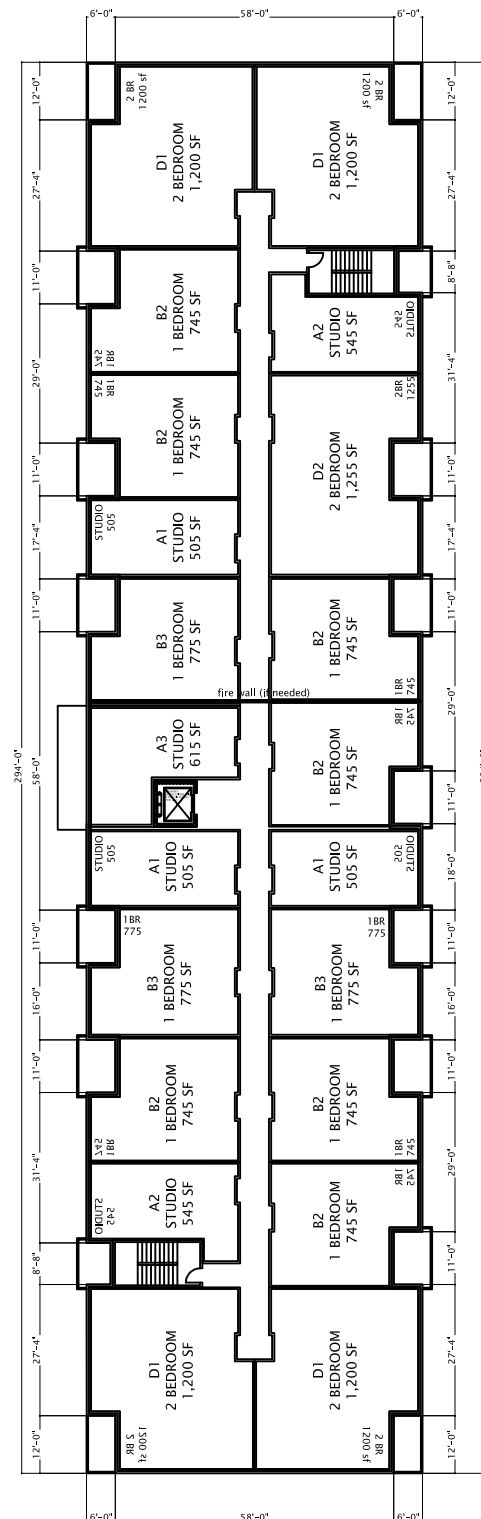 6'-0"
58'-0"
6'-0"
12'-0"
2 BR
1200 sf
2 BR
1200 sf
12'-0"
27'-4"
D1
2 BEDROOM
1,200 SF
D1
2 BEDROOM
1,200 SF
27'-4"
11'-0"
B2
1 BEDROOM
745 SF
8'-8"
A2
STUDIO
545 SF
STUDIO
545
29'-0"
1BR
745
31'-4"
1BR
745
B2
1 BEDROOM
745 SF
D2
2 BEDROOM
1,255 SF
2BR
1255
11'-0"
11'-0"
17'-4"
STUDIO
505
A1
STUDIO
505 SF
17'-4"
11'-0"
B3
1 BEDROOM
775 SF
B2
1 BEDROOM
745 SF
11'-0"
1BR
745
fire wall (if needed)
294'-0"
58'-0"
A3
STUDIO
615 SF
B2
1 BEDROOM
745 SF
1BR
745
29'-0"
11'-0"
STUDIO
505
A1
STUDIO
505 SF
A1
STUDIO
505 SF
STUDIO
505
18'-0"
11'-0"
1BR
775
1BR
775
11'-0"
16'-0"
B3
1 BEDROOM
775 SF
B3
1 BEDROOM
775 SF
16'-0"
11'-0"
B2
1 BEDROOM
745 SF
B2
1 BEDROOM
745 SF
11'-0"
1BR
745
1BR
745
31'-4"
A2
STUDIO
545 SF
STUDIO
545
B2
1 BEDROOM
745 SF
1BR
745
29'-0"
8'-8"
11'-0"
27'-4"
D1
2 BEDROOM
1,200 SF
D1
2 BEDROOM
1,200 SF
27'-4"
12'-0"
2 BR
1200 sf
2 BR
1200 sf
12'-0"
6'-0"
58'-0"
6'-0"